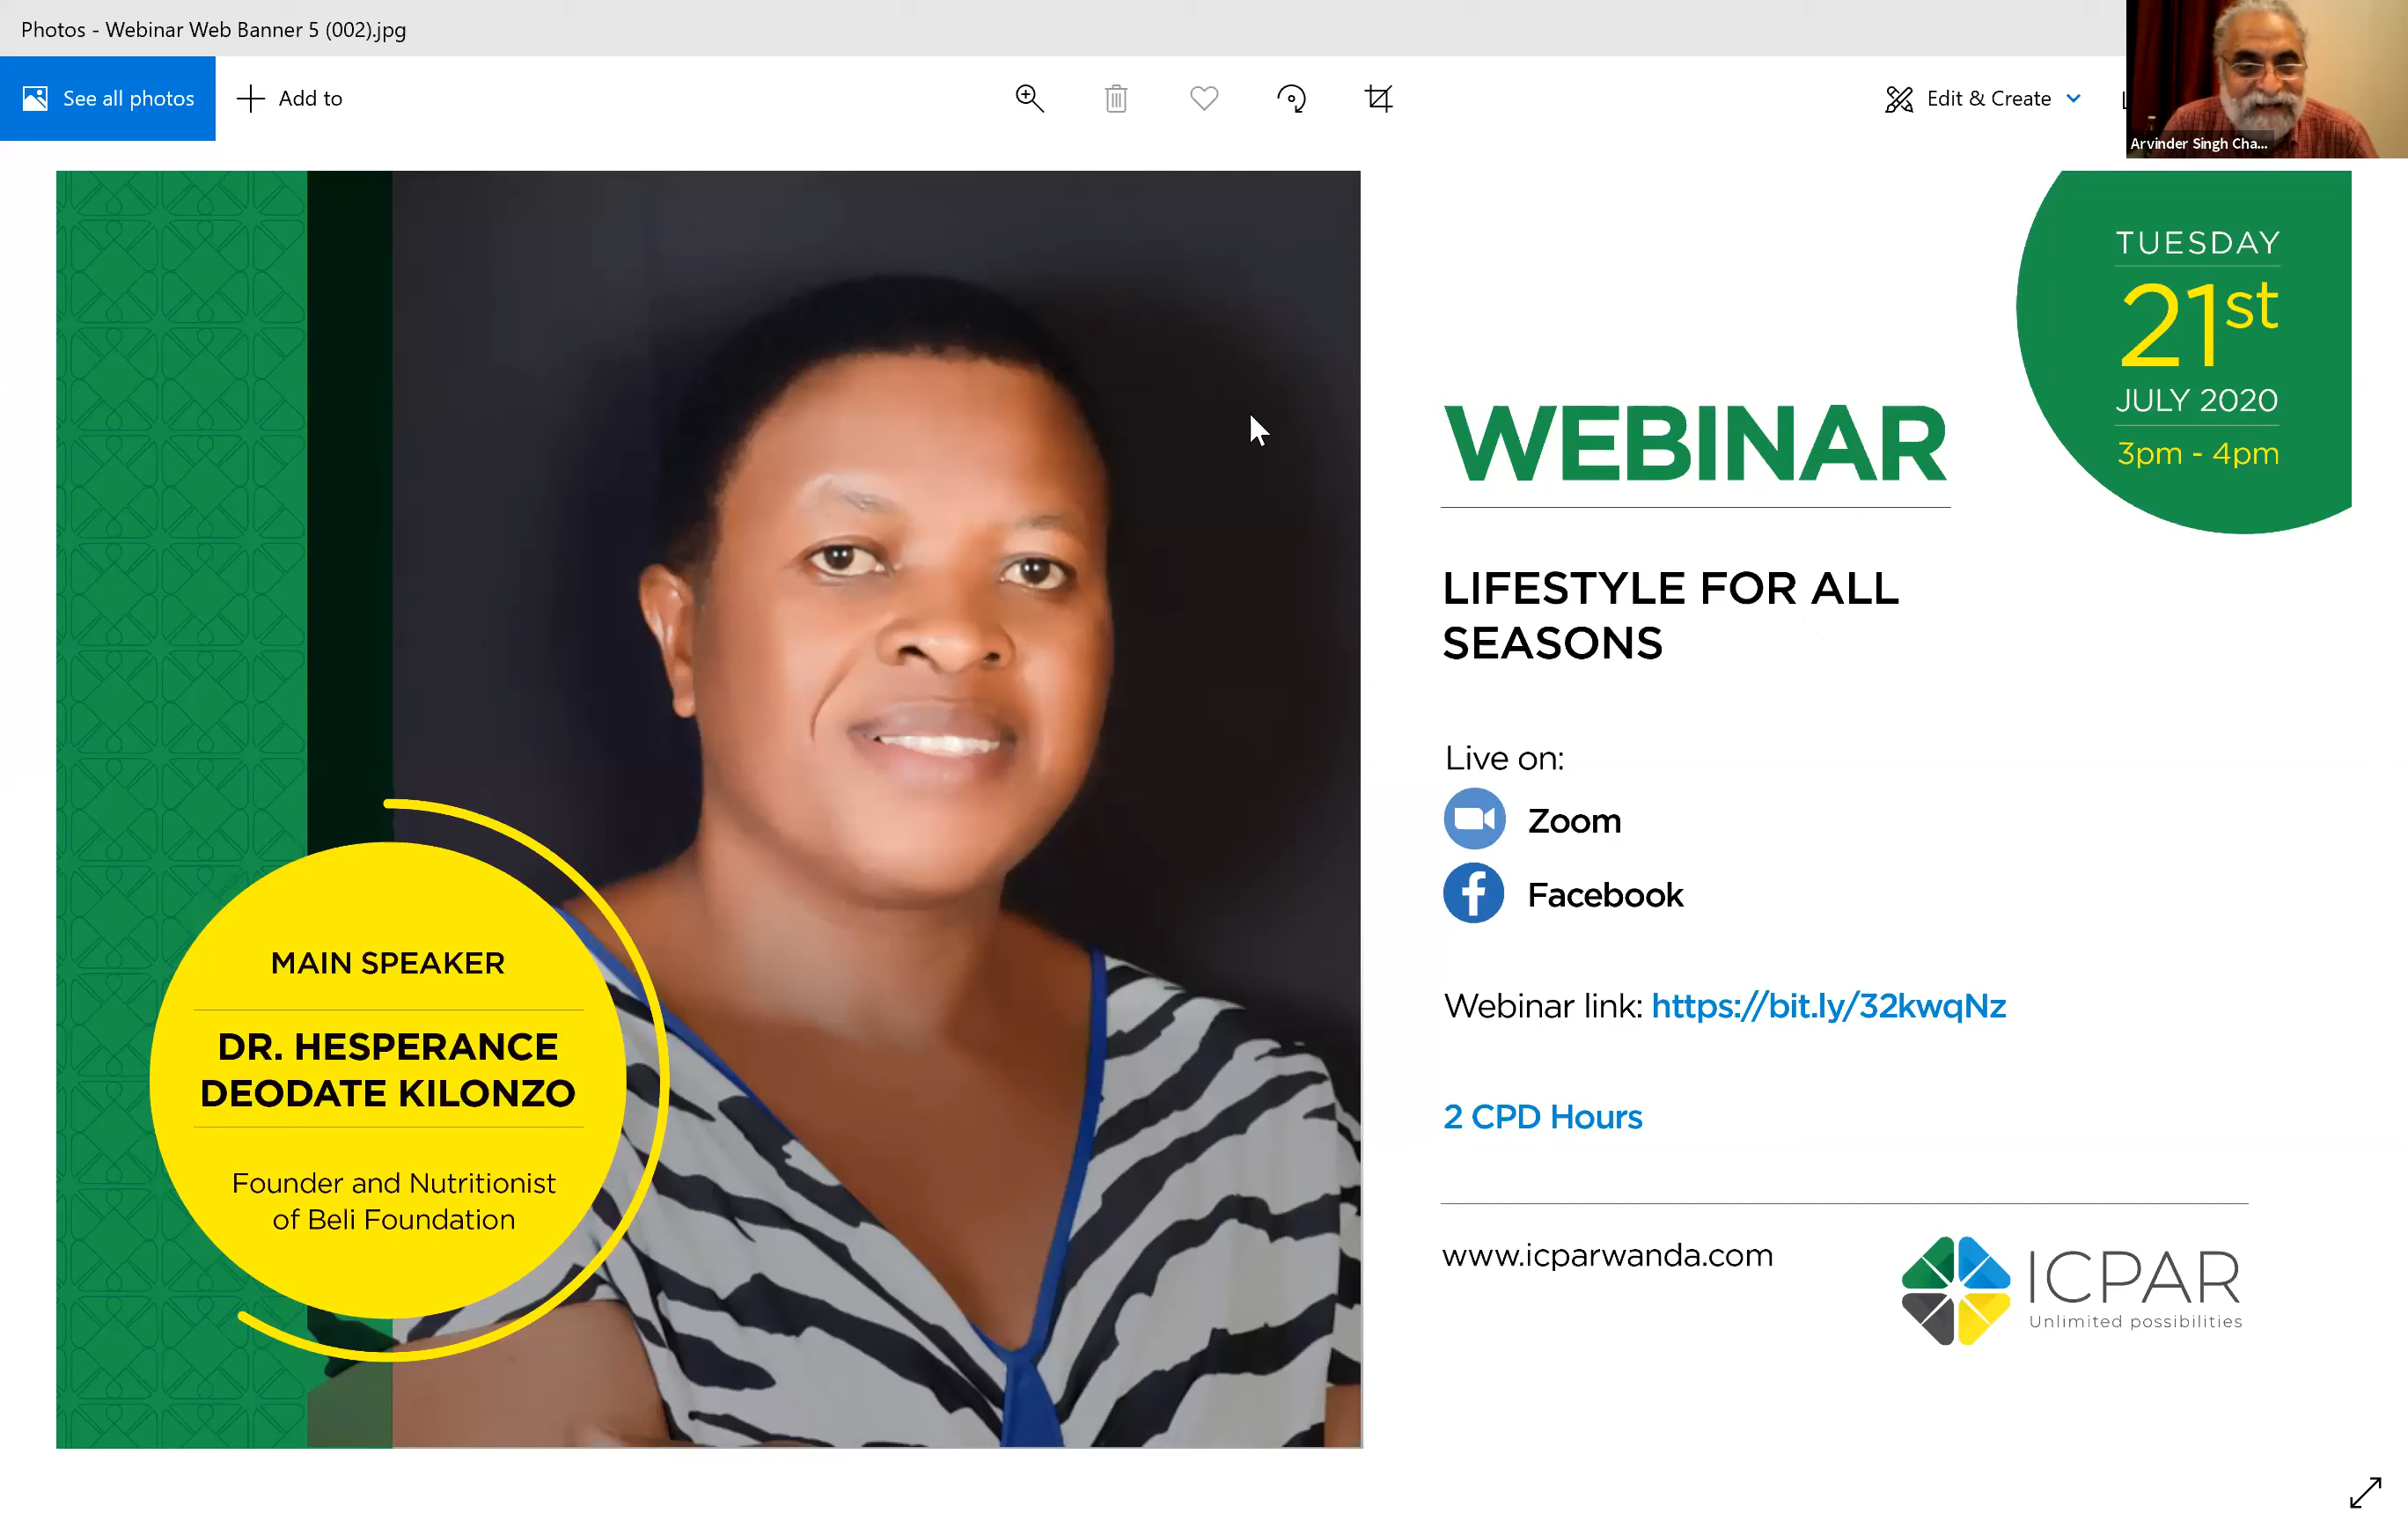 Photos - Webinar Web Banner 5 (002).jpg
See all photos
Add to
Edit & Create
Arvinder Singh Cha...
TUESDAY
21st
JULY 2020
3pm - 4pm
WEBINAR
LIFESTYLE FOR ALL
SEASONS
Live on:
Zoom
Facebook
Webinar link: https://bit.ly/32kwqNz
2 CPD Hours
www.icparwanda.com
ICPAR
Unlimited possibilities
MAIN SPEAKER
DR. HESPERANCE
DEODATE KILONZO
Founder and Nutritionist
of Beli Foundation